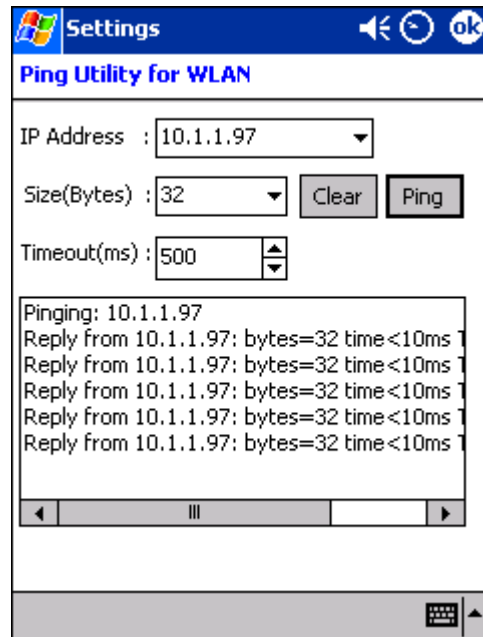 Settings ok
Ping Utility for WLAN
IP Address : 10.1.1.97
Size(Bytes) : 32 Clear Ping
Timeout(ms) : 500
Pinging: 10.1.1.97
Reply from 10.1.1.97: bytes=32 time<10ms T
Reply from 10.1.1.97: bytes=32 time<10ms T
Reply from 10.1.1.97: bytes=32 time<10ms T
Reply from 10.1.1.97: bytes=32 time<10ms T
Reply from 10.1.1.97: bytes=32 time<10ms T